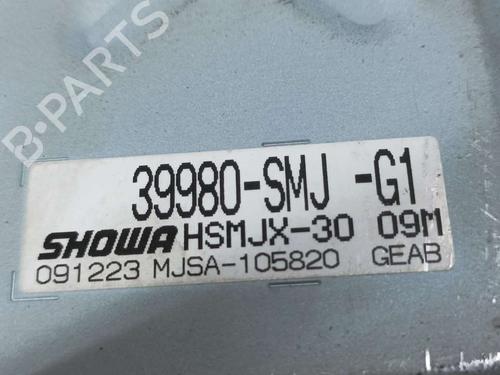 B-PARTS
39980-SMJ -G1
SHOWA HSMJX-30 09M
091223 MJSA-105820 GEAB